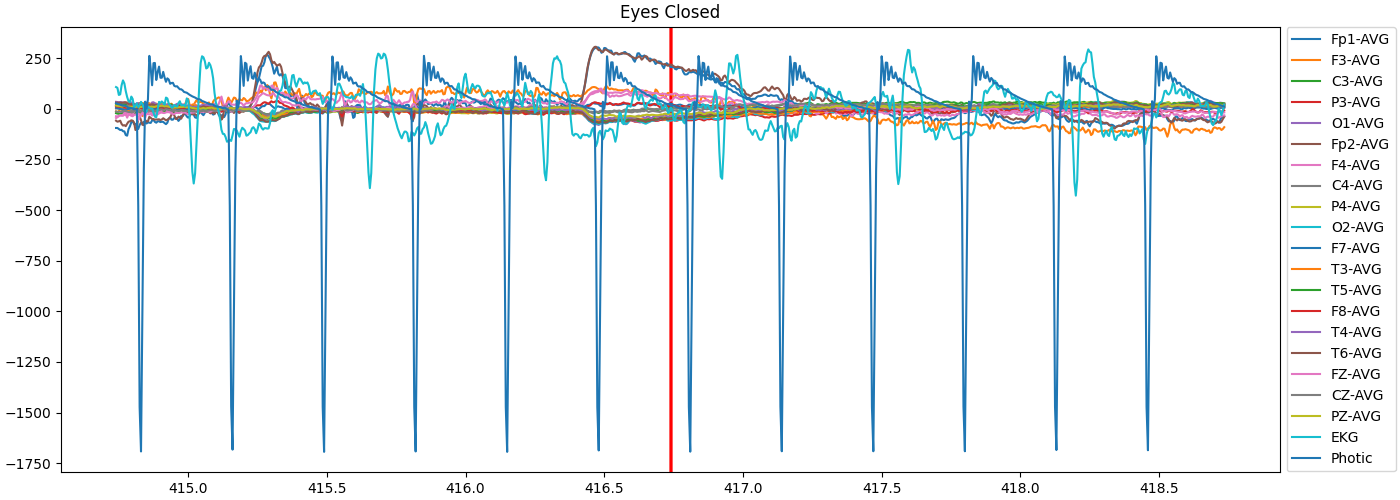 Eyes Closed
250
0
−250
−500
−750
−1000
−1250
−1500
−1750
415.0 415.5 416.0 416.5 417.0 417.5 418.0 418.5
Fp1-AVG
F3-AVG
C3-AVG
P3-AVG
O1-AVG
Fp2-AVG
F4-AVG
C4-AVG
P4-AVG
O2-AVG
F7-AVG
T3-AVG
T5-AVG
F8-AVG
T4-AVG
T6-AVG
FZ-AVG
CZ-AVG
PZ-AVG
EKG
Photic